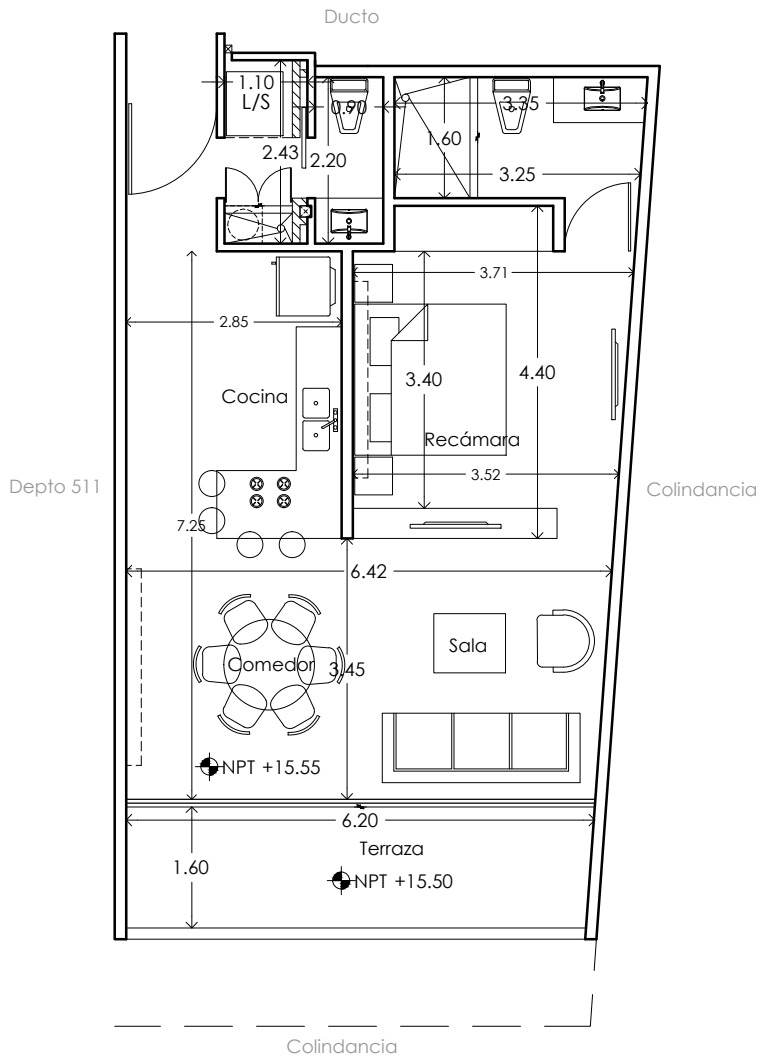 Ducto
1.10
L/S
0.90
3.35
1.60
2.43
2.20
3.25
3.71
2.85
3.40
4.40
Cocina
Recámara
3.52
Depto 511
Colindancia
7.25
6.42
Sala
Comedor
3.45
NPT +15.55
6.20
Terraza
1.60
NPT +15.50
Colindancia